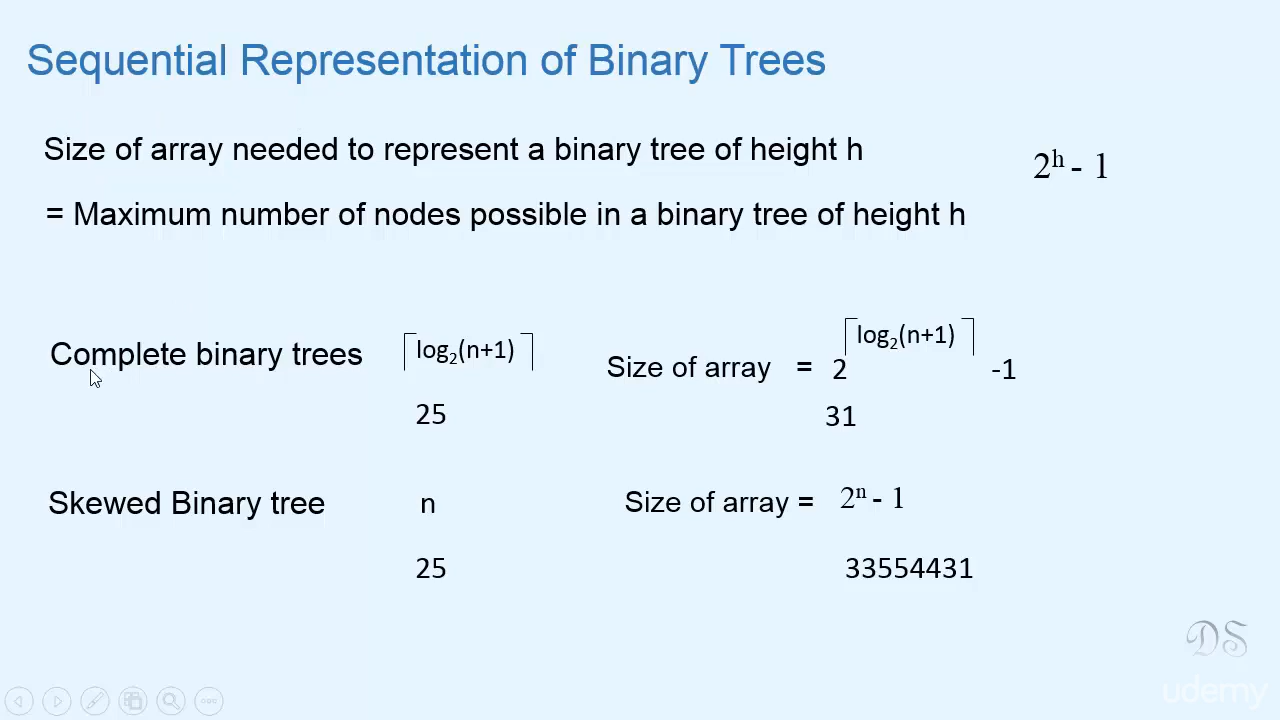 Sequential Representation of Binary Trees
Size of array needed to represent a binary tree of height h
2ʰ - 1
= Maximum number of nodes possible in a binary tree of height h
Complete binary trees ⌈log₂(n+1)⌉ Size of array = 2^⌈log₂(n+1)⌉ -1
25 31
Skewed Binary tree n Size of array = 2ⁿ - 1
25 33554431
DS
udemy